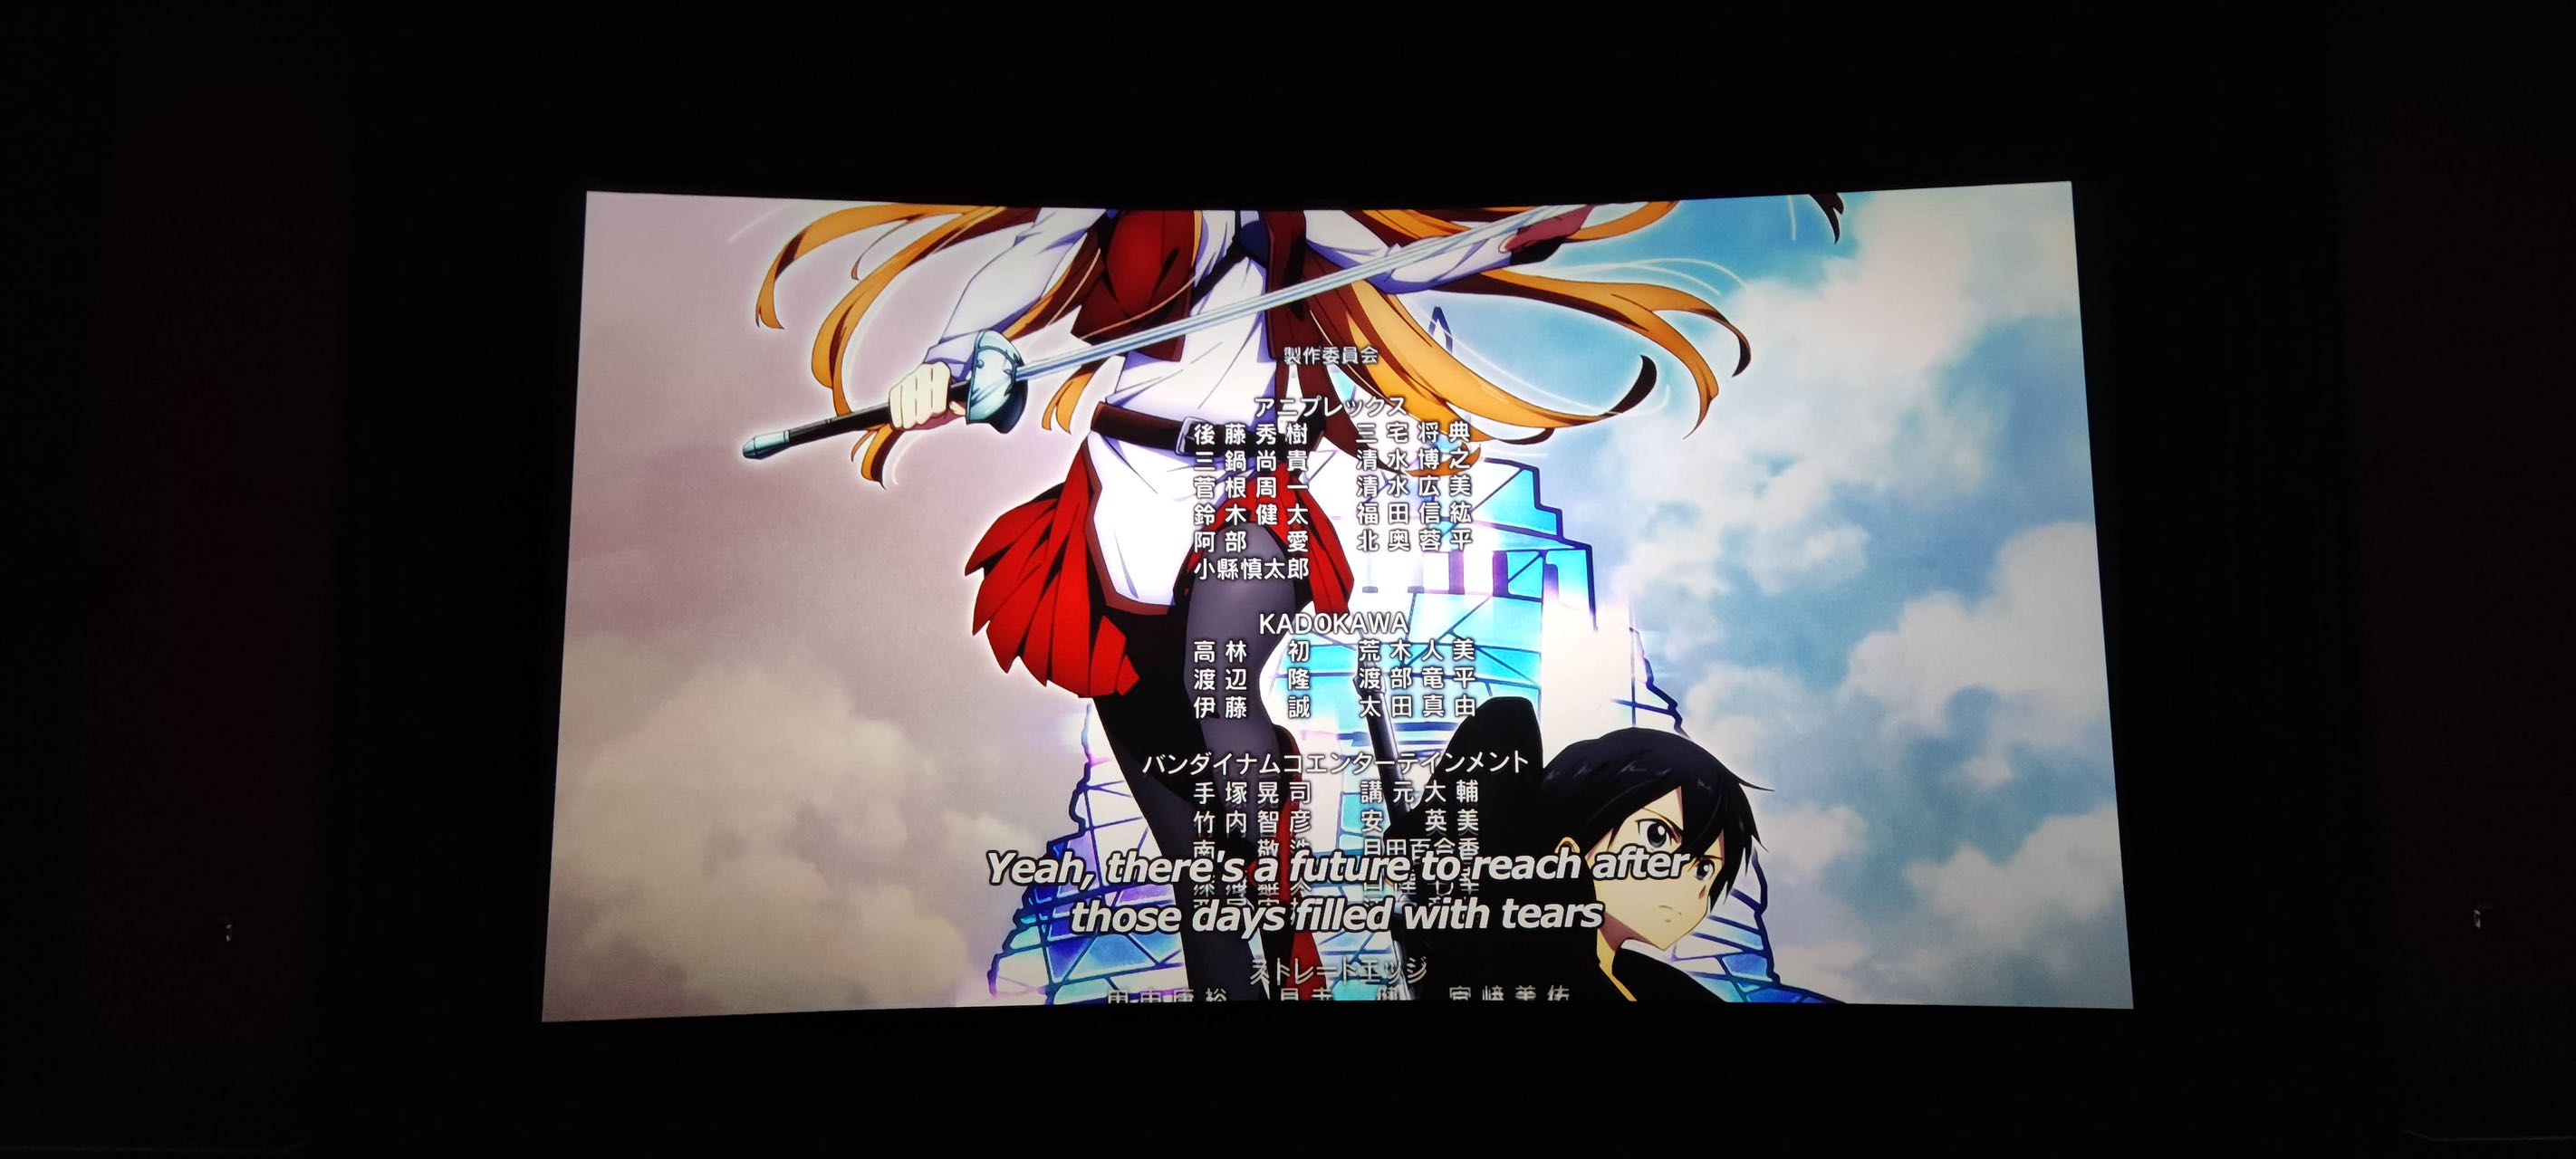 製作委員会
アニプレックス
後藤秀樹 三宅将典
三鍋尚貴 清水博之
菅根周一 清水広美
鈴木健太 福田信紘
阿部 愛 北奥蓉平
小縣慎太郎
KADOKAWA
高林 初 荒木人美
渡辺 隆 渡部竜平
伊藤 誠 太田真由
バンダイナムコエンターテインメント
手塚晃司 講元大輔
竹内智彦 安 英美
Yeah, there's a future to reach after
those days filled with tears
ストレートエッジ